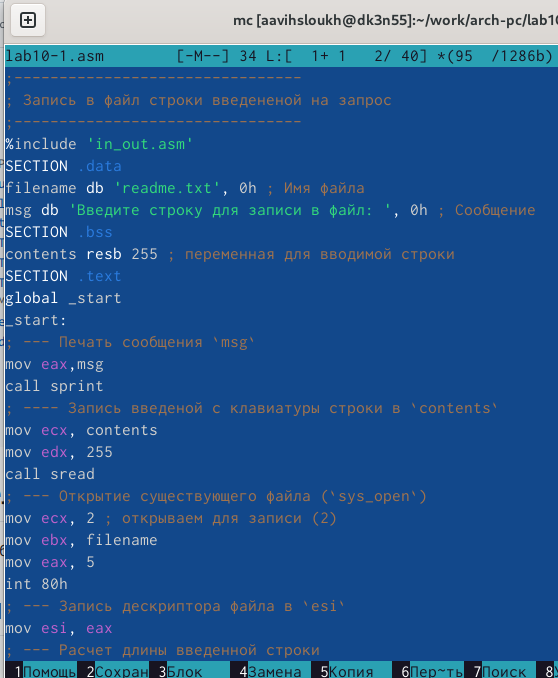 mc [aavihsloukh@dk3n55]:~/work/arch-pc/lab10
lab10-1.asm [-M--] 34 L:[ 1+ 1 2/ 40] *(95 /1286b)
;--------------------------------
; Запись в файл строки введененой на запрос
;--------------------------------
%include 'in_out.asm'
SECTION .data
filename db 'readme.txt', 0h ; Имя файла
msg db 'Введите строку для записи в файл: ', 0h ; Сообщение
SECTION .bss
contents resb 255 ; переменная для вводимой строки
SECTION .text
global _start
_start:
; --- Печать сообщения `msg`
mov eax,msg
call sprint
; ---- Запись введеной с клавиатуры строки в `contents`
mov ecx, contents
mov edx, 255
call sread
; --- Открытие существующего файла (`sys_open`)
mov ecx, 2 ; открываем для записи (2)
mov ebx, filename
mov eax, 5
int 80h
; --- Запись дескриптора файла в `esi`
mov esi, eax
; --- Расчет длины введенной строки
1Помощь 2Сохран 3Блок 4Замена 5Копия 6Пер~ть 7Поиск 8